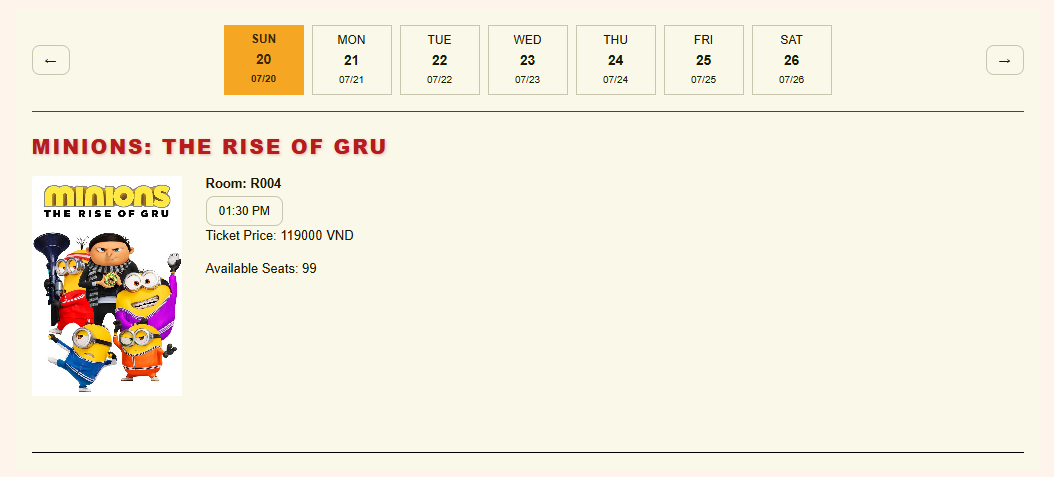 ← SUN MON TUE WED THU FRI SAT →
20 21 22 23 24 25 26
07/20 07/21 07/22 07/23 07/24 07/25 07/26
MINIONS: THE RISE OF GRU
minions
THE RISE OF GRU
Room: R004
01:30 PM
Ticket Price: 119000 VND
Available Seats: 99